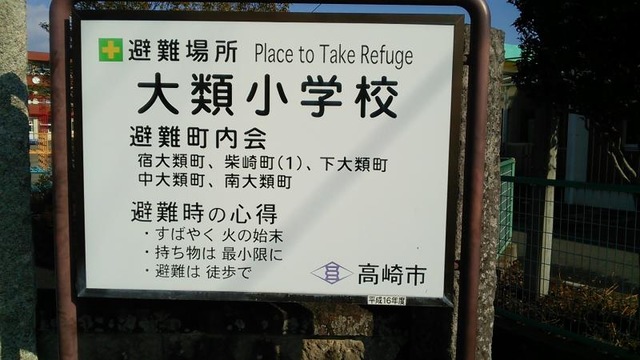 避難場所 Place to Take Refuge
大類小学校
避難町内会
宿大類町、柴崎町(1)、下大類町
中大類町、南大類町
避難時の心得
・すばやく 火の始末
・持ち物は 最小限に
・避難は 徒歩で
高崎市
平成16年度